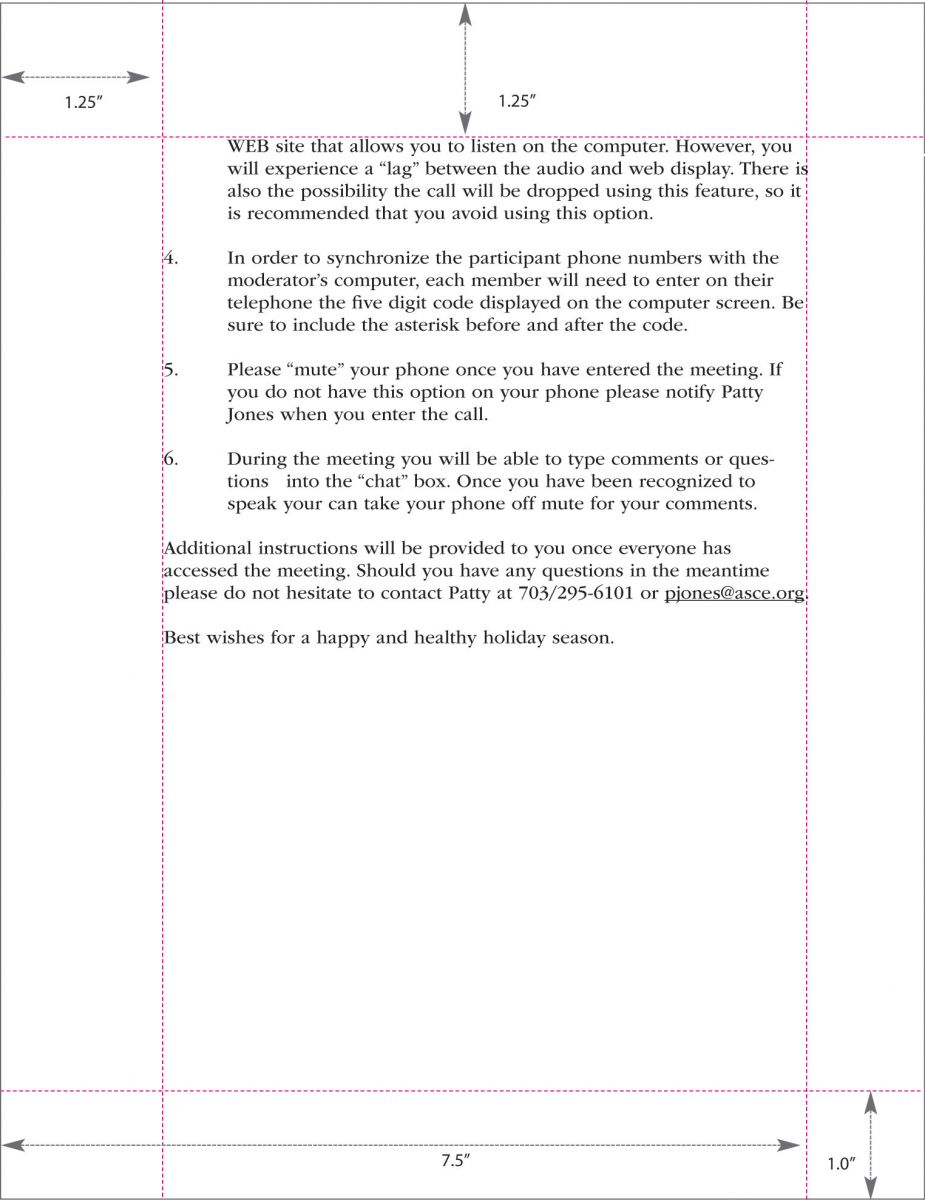 1.25”
1.25”
WEB site that allows you to listen on the computer. However, you
will experience a “lag” between the audio and web display. There is
also the possibility the call will be dropped using this feature, so it
is recommended that you avoid using this option.
4. In order to synchronize the participant phone numbers with the
moderator’s computer, each member will need to enter on their
telephone the five digit code displayed on the computer screen. Be
sure to include the asterisk before and after the code.
5. Please “mute” your phone once you have entered the meeting. If
you do not have this option on your phone please notify Patty
Jones when you enter the call.
6. During the meeting you will be able to type comments or ques-
tions into the “chat” box. Once you have been recognized to
speak your can take your phone off mute for your comments.
Additional instructions will be provided to you once everyone has
accessed the meeting. Should you have any questions in the meantime
please do not hesitate to contact Patty at 703/295-6101 or pjones@asce.org.
Best wishes for a happy and healthy holiday season.
7.5”
1.0”